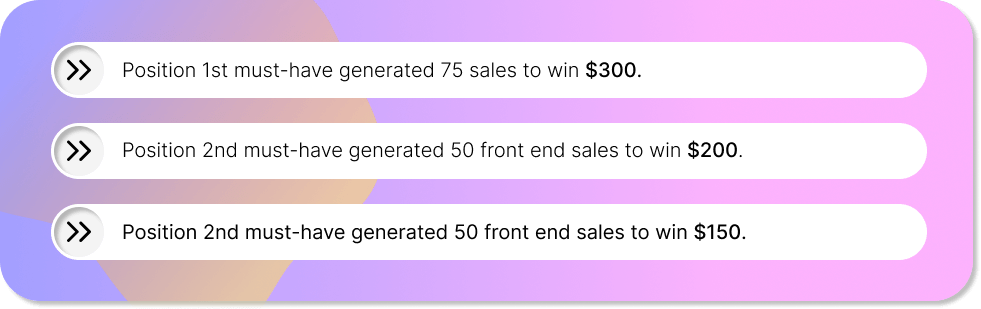 Position 1st must-have generated 75 sales to win $300.
Position 2nd must-have generated 50 front end sales to win $200.
Position 2nd must-have generated 50 front end sales to win $150.